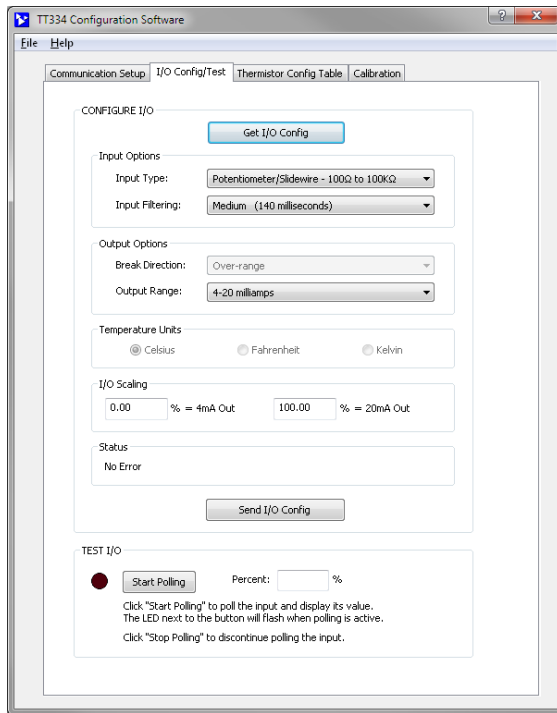 TT334 Configuration Software
File Help
Communication Setup I/O Config/Test Thermistor Config Table Calibration
CONFIGURE I/O
Get I/O Config
Input Options
Input Type: Potentiometer/Slidewire - 100Ω to 100KΩ
Input Filtering: Medium (140 milliseconds)
Output Options
Break Direction: Over-range
Output Range: 4-20 milliamps
Temperature Units
Celsius Fahrenheit Kelvin
I/O Scaling
0.00 % = 4mA Out 100.00 % = 20mA Out
Status
No Error
Send I/O Config
TEST I/O
Start Polling Percent: %
Click "Start Polling" to poll the input and display its value.
The LED next to the button will flash when polling is active.
Click "Stop Polling" to discontinue polling the input.